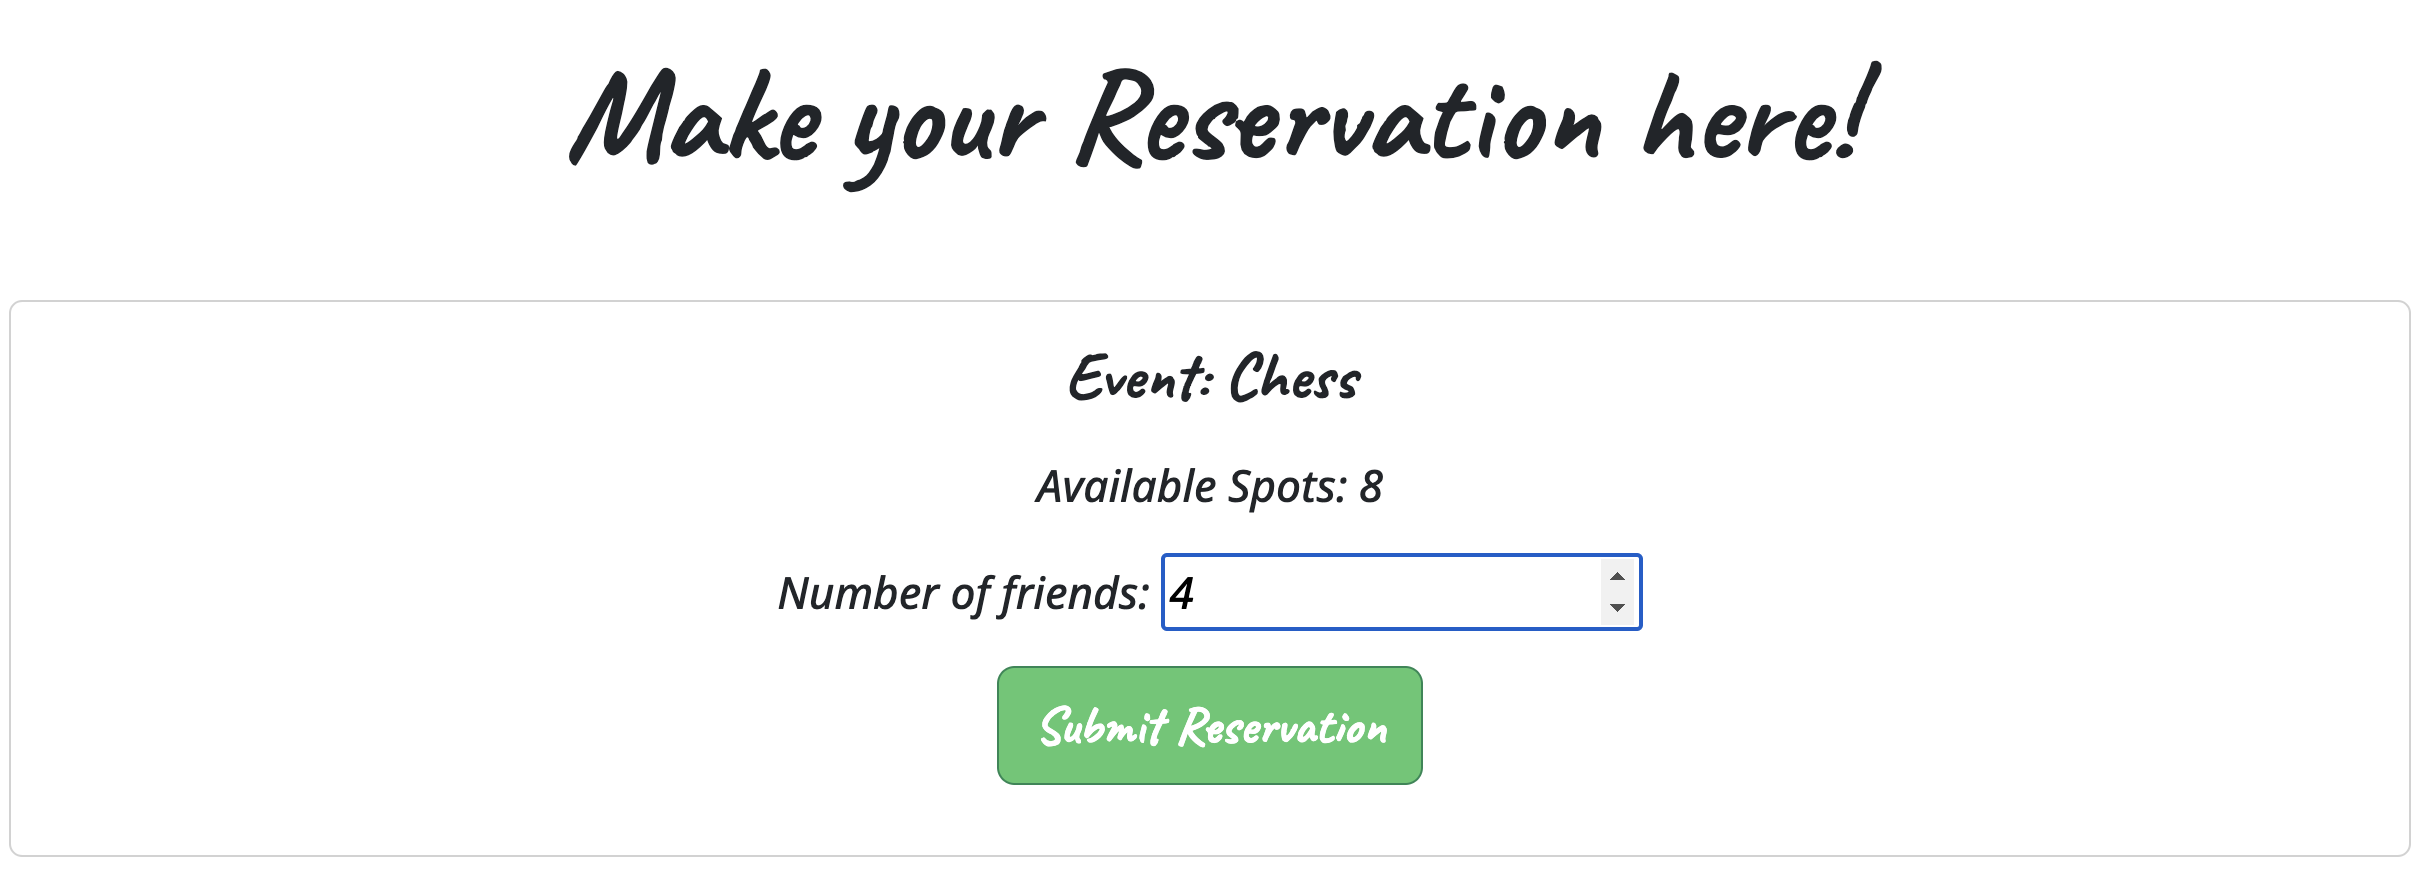 Make your Reservation here!
Event: Chess
Available Spots: 8
Number of friends: 4
Submit Reservation